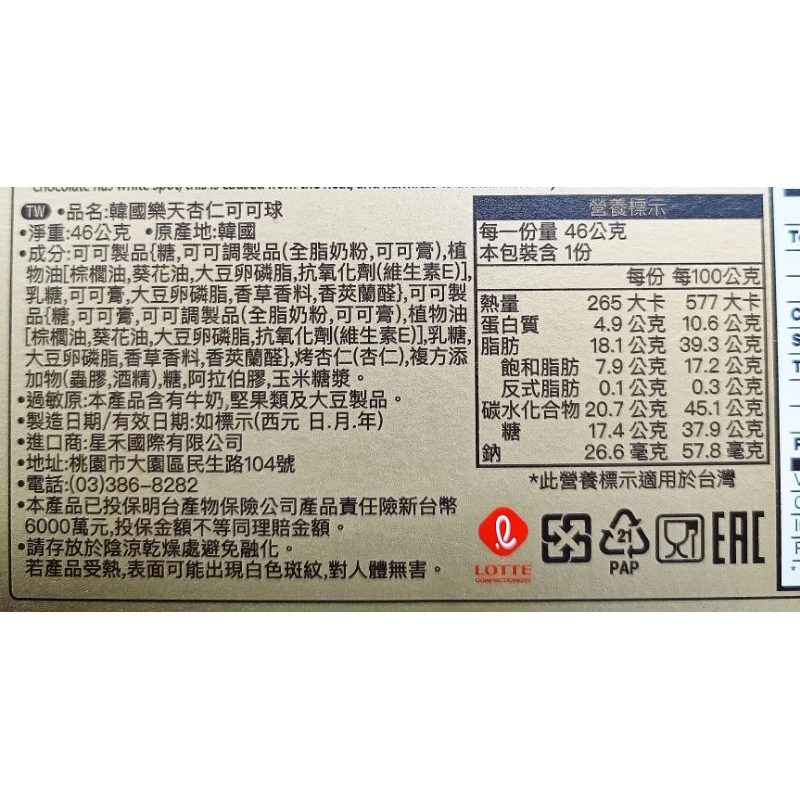 chocolate has white spot, this is caused from the heat, and
TW •品名:韓國樂天杏仁可可球
•淨重:46公克 •原產地:韓國
•成分:可可製品{糖,可可調製品(全脂奶粉,可可膏),植
物油[棕櫚油,葵花油,大豆卵磷脂,抗氧化劑(維生素E)],
乳糖,可可膏,大豆卵磷脂,香草香料,香莢蘭醛},可可製
品{糖,可可膏,可可調製品(全脂奶粉,可可膏),植物油
[棕櫚油,葵花油,大豆卵磷脂,抗氧化劑(維生素E)],乳糖,
大豆卵磷脂,香草香料,香莢蘭醛},烤杏仁(杏仁),複方添
加物(蟲膠,酒精),糖,阿拉伯膠,玉米糖漿。
•過敏原:本產品含有牛奶,堅果類及大豆製品。
•製造日期/有效日期:如標示(西元 日.月.年)
•進口商:星禾國際有限公司
•地址:桃園市大園區民生路104號
•電話:(03)386-8282
•本產品已投保明台產物保險公司產品責任險新台幣
6000萬元,投保金額不等同理賠金額。
•請存放於陰涼乾燥處避免融化。
若產品受熱,表面可能出現白色斑紋,對人體無害。
營養標示
每一份量 46公克
本包裝含 1份
每份 每100公克
熱量 265 大卡 577 大卡
蛋白質 4.9 公克 10.6 公克
脂肪 18.1 公克 39.3 公克
飽和脂肪 7.9 公克 17.2 公克
反式脂肪 0.1 公克 0.3 公克
碳水化合物 20.7 公克 45.1 公克
糖 17.4 公克 37.9 公克
鈉 26.6 毫克 57.8 毫克
*此營養標示適用於台灣
LOTTE
CONFECTIONERY
21
PAP
EAC